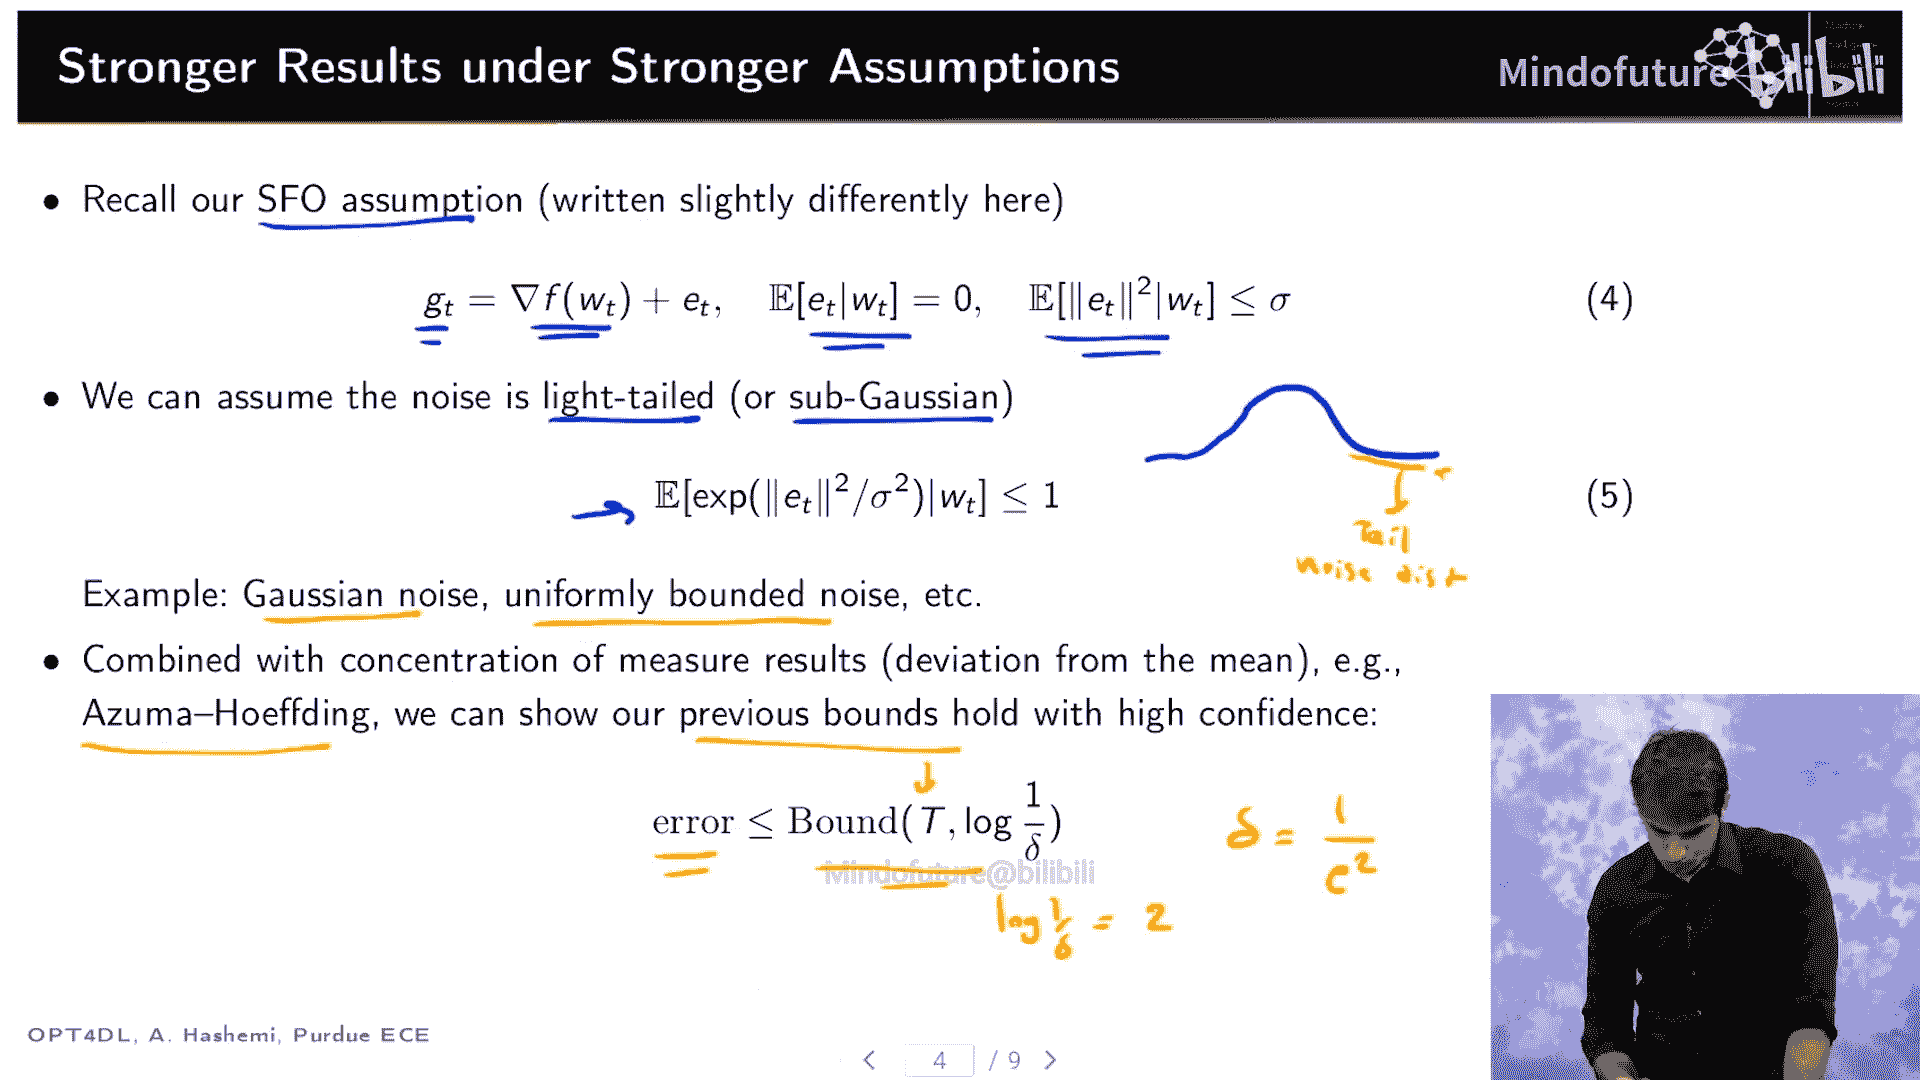 Stronger Results under Stronger Assumptions
Mindofuture bilibili
• Recall our SFO assumption (written slightly differently here)
g_t = ∇f(w_t) + e_t, 𝔼[e_t|w_t] = 0, 𝔼[‖e_t‖²|w_t] ≤ σ (4)
• We can assume the noise is light-tailed (or sub-Gaussian)
𝔼[exp(‖e_t‖²/σ²)|w_t] ≤ 1 (5)
Tail
noise dist
Example: Gaussian noise, uniformly bounded noise, etc.
• Combined with concentration of measure results (deviation from the mean), e.g.,
Azuma–Hoeffding, we can show our previous bounds hold with high confidence:
error ≤ Bound(T, log 1/δ)
δ = 1/e²
Mindofuture@bilibili
log 1/δ = 2
OPT4DL, A. Hashemi, Purdue ECE
4 / 9